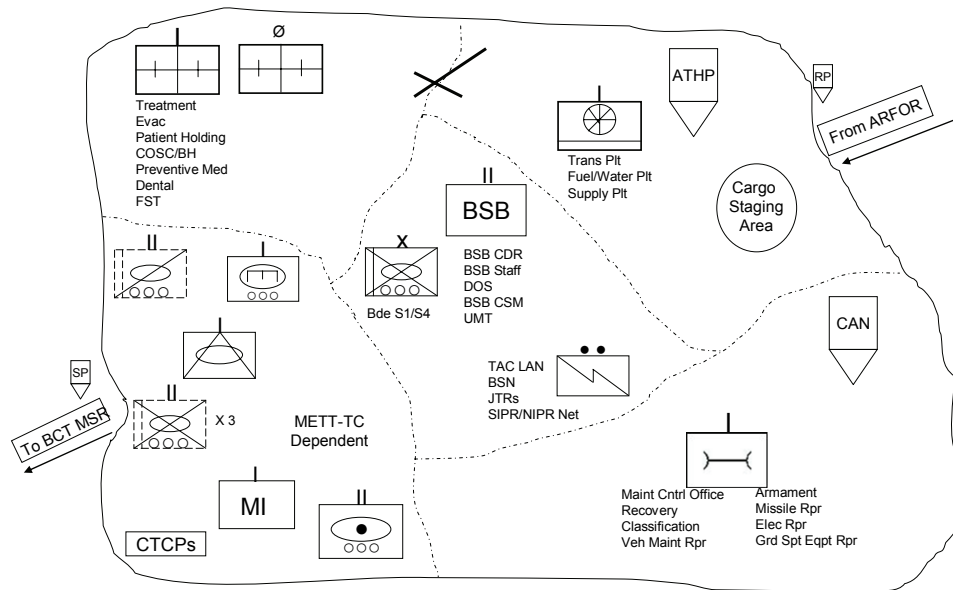 Ø
Treatment
Evac
Patient Holding
COSC/BH
Preventive Med
Dental
FST
ATHP
RP
From ARFOR
Trans Plt
Fuel/Water Plt
Supply Plt
Cargo
Staging
Area
BSB
BSB CDR
BSB Staff
DOS
BSB CSM
UMT
X
Bde S1/S4
CAN
TAC LAN
BSN
JTRs
SIPR/NIPR Net
SP
To BCT MSR
X 3
METT-TC
Dependent
MI
CTCPs
Maint Cntrl Office
Recovery
Classification
Veh Maint Rpr
Armament
Missile Rpr
Elec Rpr
Grd Spt Eqpt Rpr